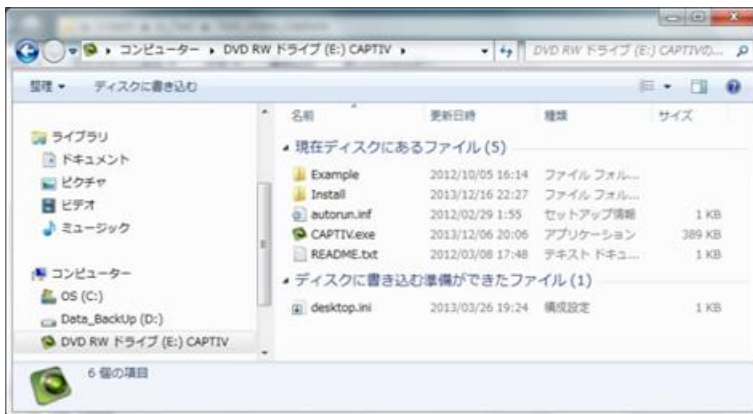 コンピューター ▸ DVD RW ドライブ (E:) CAPTIV ▸
DVD RW ドライブ (E:) CAPTIVの...
整理 ディスクに書き込む
名前 更新日時 種類 サイズ
ライブラリ
ドキュメント
ピクチャ
ビデオ
ミュージック
コンピューター
OS (C:)
Data_BackUp (D:)
DVD RW ドライブ (E:) CAPTIV
現在ディスクにあるファイル (5)
Example 2012/10/05 16:14 ファイル フォル...
Install 2013/12/16 22:27 ファイル フォル...
autorun.inf 2012/02/29 1:55 セットアップ情報 1 KB
CAPTIV.exe 2013/12/06 20:06 アプリケーション 389 KB
README.txt 2012/03/08 17:48 テキスト ドキュ... 1 KB
ディスクに書き込む準備ができたファイル (1)
desktop.ini 2013/03/26 19:24 構成設定 1 KB
6 個の項目